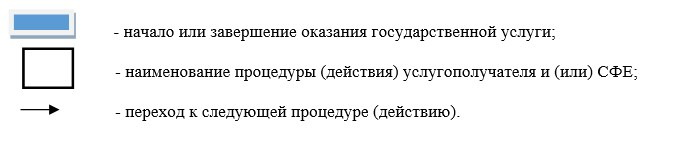 - начало или завершение оказания государственной услуги;
- наименование процедуры (действия) услугополучателя и (или) СФЕ;
- переход к следующей процедуре (действию).